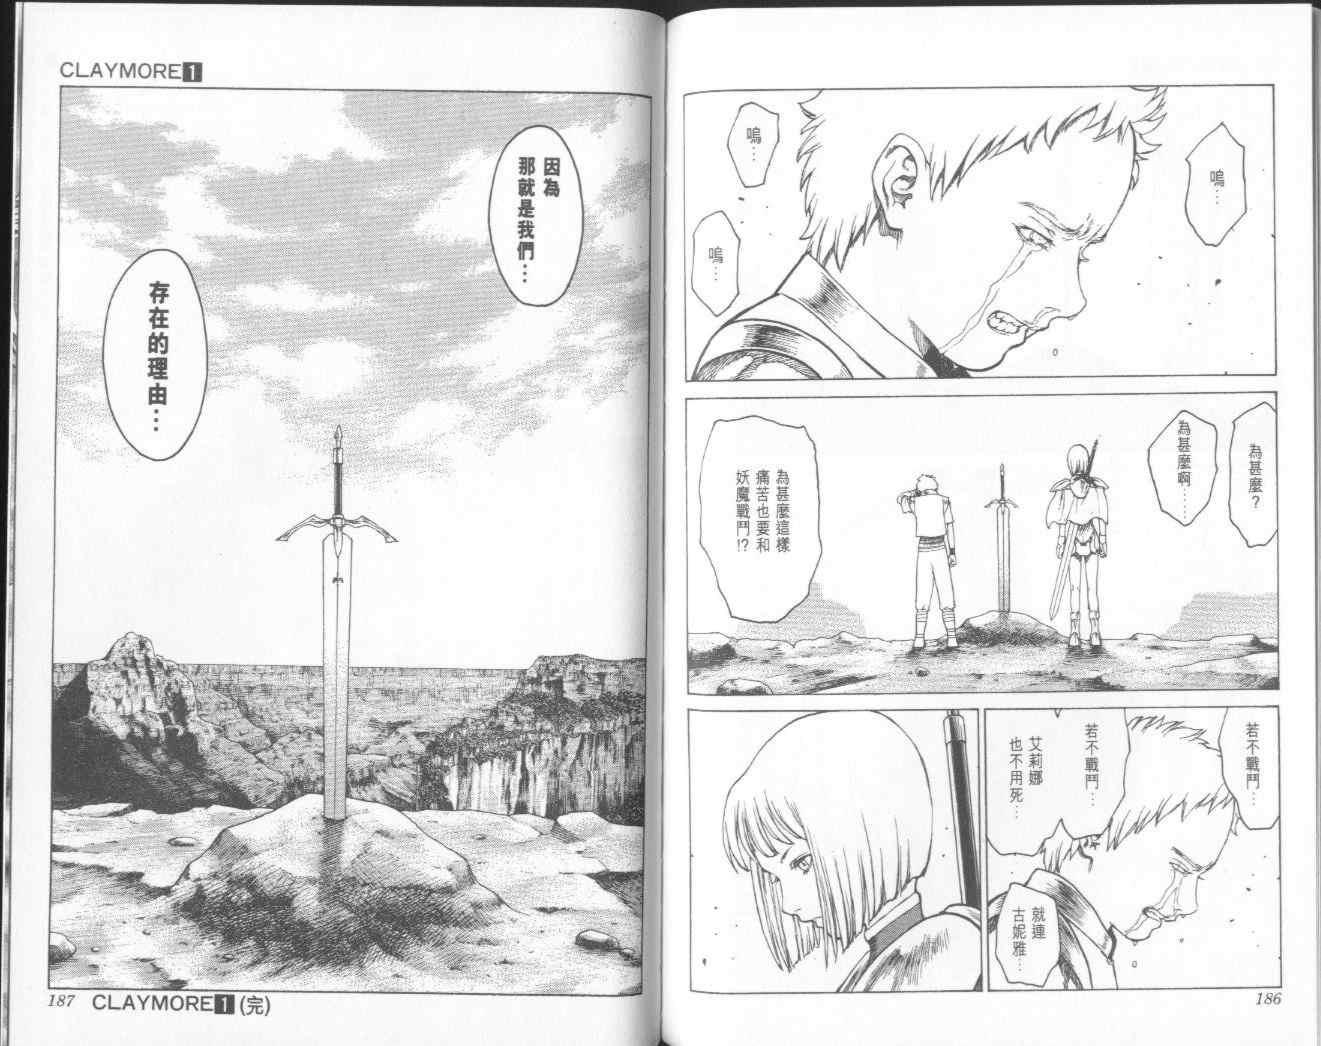 嗚…
嗚…
嗚…
為甚麼?
為甚麼啊……
為甚麼這樣
痛苦也要和
妖魔戰鬥!?
若不戰鬥…
若不戰鬥…
艾莉娜
也不用死…
就連
古妮雅…
186
CLAYMORE 1
因為
那就是我們…
存在的理由…
187 CLAYMORE 1 (完)